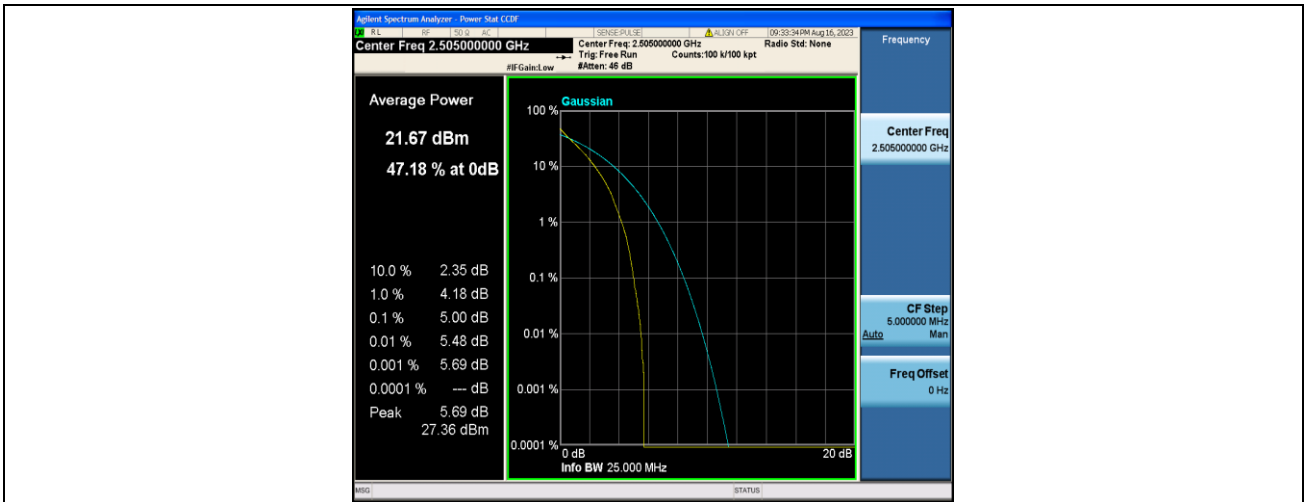 Agilent Spectrum Analyzer - Power Stat CCDF
RL RF 50 Ω AC SENSE:PULSE ALIGN OFF 09:33:34 PM Aug 16, 2023
Center Freq 2.505000000 GHz
Center Freq: 2.505000000 GHz Radio Std: None
Trig: Free Run Counts:100 k/100 kpt
#IFGain:Low #Atten: 46 dB
Frequency
Average Power
21.67 dBm
47.18 % at 0dB
10.0 % 2.35 dB
1.0 % 4.18 dB
0.1 % 5.00 dB
0.01 % 5.48 dB
0.001 % 5.69 dB
0.0001 % --- dB
Peak 5.69 dB
27.36 dBm
Gaussian
100 %
10 %
1 %
0.1 %
0.01 %
0.001 %
0.0001 %
0 dB 20 dB
Info BW 25.000 MHz
Center Freq
2.505000000 GHz
CF Step
5.000000 MHz
Auto Man
Freq Offset
0 Hz
MSG STATUS